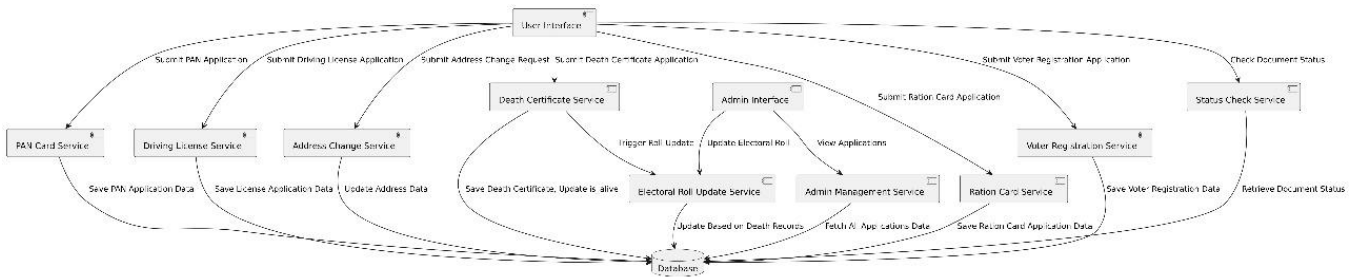 User Interface
Submit PAN Application
Submit Driving License Application
Submit Address Change Request
Submit Death Certificate Application
Submit Voter Registration Application
Check Document Status
Death Certificate Service
Admin Interface
Submit Ration Card Application
Status Check Service
PAN Card Service
Driving License Service
Address Change Service
Trigger Roll Update
Update Electoral Roll
View Applications
Voter Registration Service
Save PAN Application Data
Save License Application Data
Update Address Data
Save Death Certificate, Update is_alive
Electoral Roll Update Service
Admin Management Service
Ration Card Service
Save Voter Registration Data
Retrieve Document Status
Update Based on Death Records
Fetch All Applications Data
Save Ration Card Application Data
Database